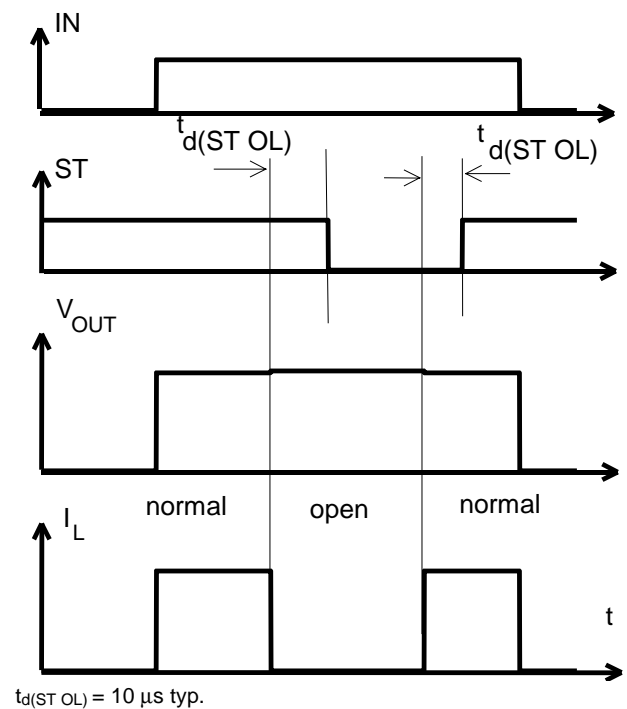 IN
td(ST OL)
td(ST OL)
ST
VOUT
normal
open
normal
IL
t
td(ST OL) = 10 μs typ.